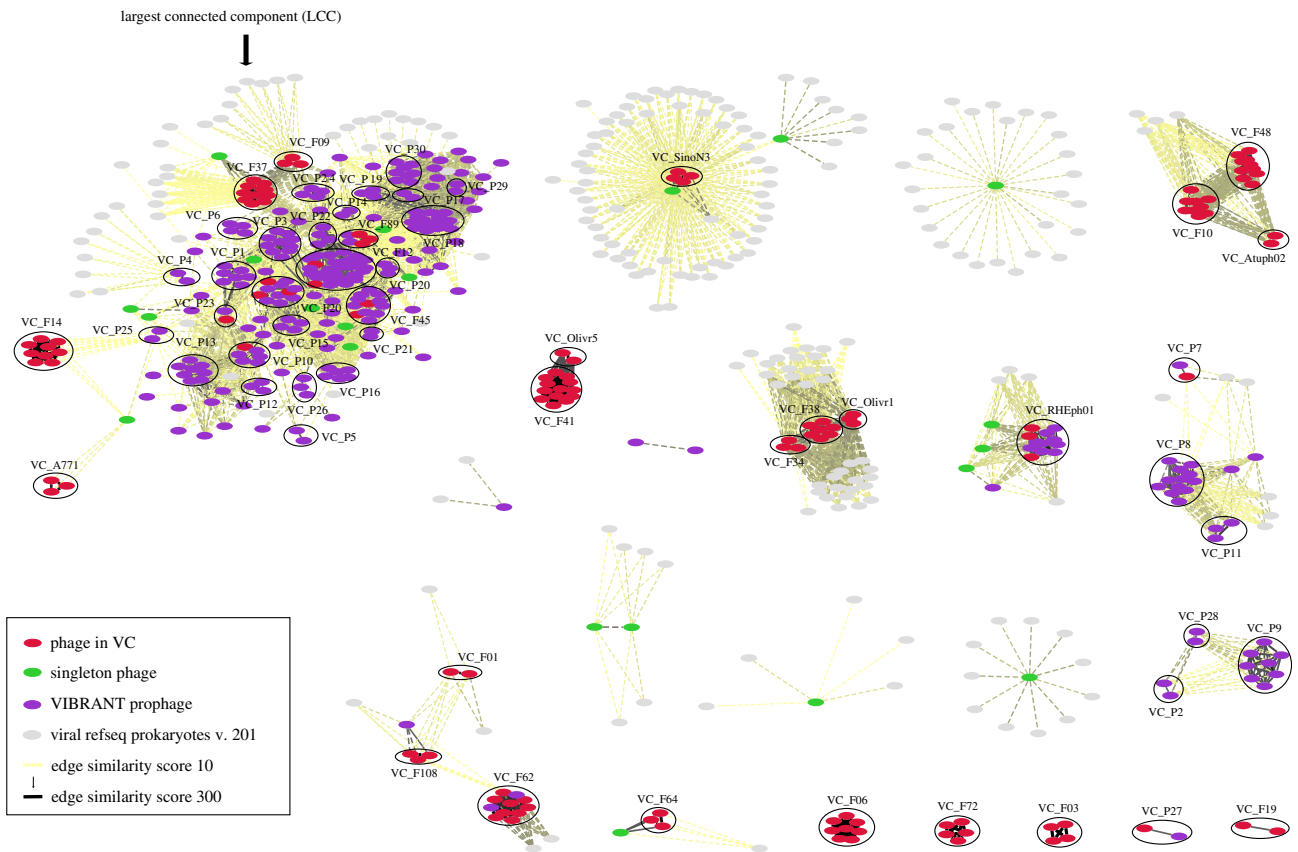 largest connected component (LCC)
VC_F09
VC_F37
VC_P24
VC_P19
VC_P30
VC_P29
VC_P14
VC_P17
VC_P6
VC_P3
VC_P22
VC_F89
VC_P18
VC_P4
VC_P1
VC_F12
VC_P20
VC_P23
VC_F20
VC_F45
VC_F14
VC_P25
VC_P13
VC_P15
VC_P21
VC_P10
VC_P16
VC_P12
VC_P26
VC_P5
VC_A771
VC_SinoN3
VC_F48
VC_F10
VC_Atuph02
VC_Olivr5
VC_F41
VC_F38
VC_Olivr1
VC_F34
VC_RHEph01
VC_P7
VC_P8
VC_P11
VC_F01
VC_F108
VC_F62
VC_F64
VC_P28
VC_P9
VC_P2
VC_F06
VC_F72
VC_F03
VC_P27
VC_F19
phage in VC
singleton phage
VIBRANT prophage
viral refseq prokaryotes v. 201
edge similarity score 10
↓
edge similarity score 300